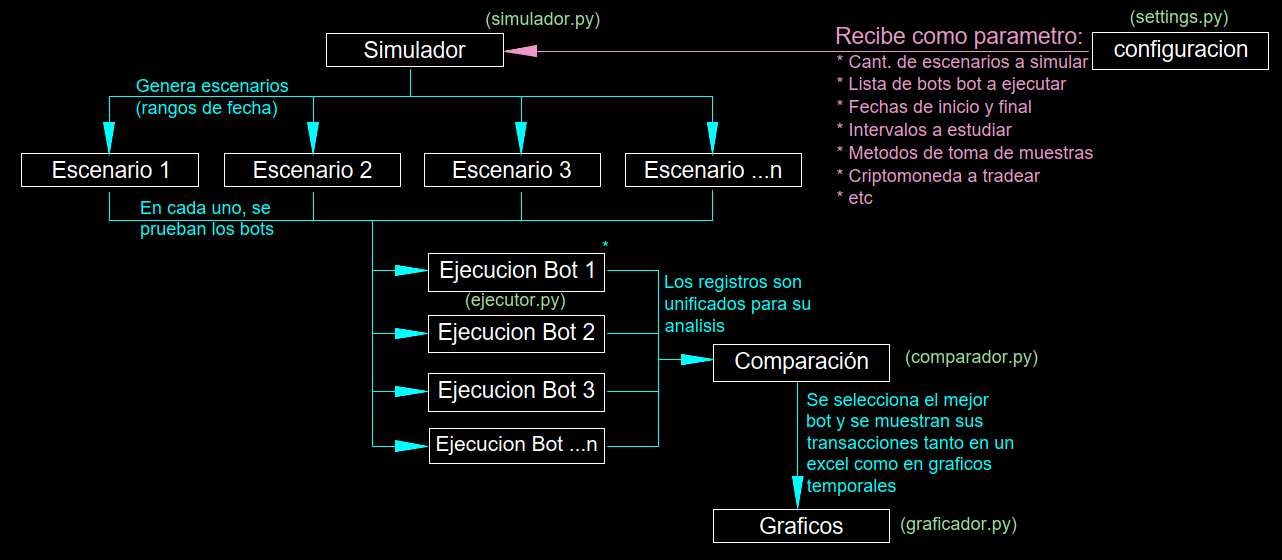 (simulador.py)
Simulador
(settings.py)
configuracion
Recibe como parametro:
* Cant. de escenarios a simular
* Lista de bots bot a ejecutar
* Fechas de inicio y final
* Intervalos a estudiar
* Metodos de toma de muestras
* Criptomoneda a tradear
* etc
Genera escenarios
(rangos de fecha)
Escenario 1
Escenario 2
Escenario 3
Escenario ...n
En cada uno, se
prueban los bots
*
Ejecucion Bot 1
(ejecutor.py)
Ejecucion Bot 2
Ejecucion Bot 3
Ejecucion Bot ...n
Los registros son
unificados para su
analisis
Comparación
(comparador.py)
Se selecciona el mejor
bot y se muestran sus
transacciones tanto en un
excel como en graficos
temporales
Graficos
(graficador.py)